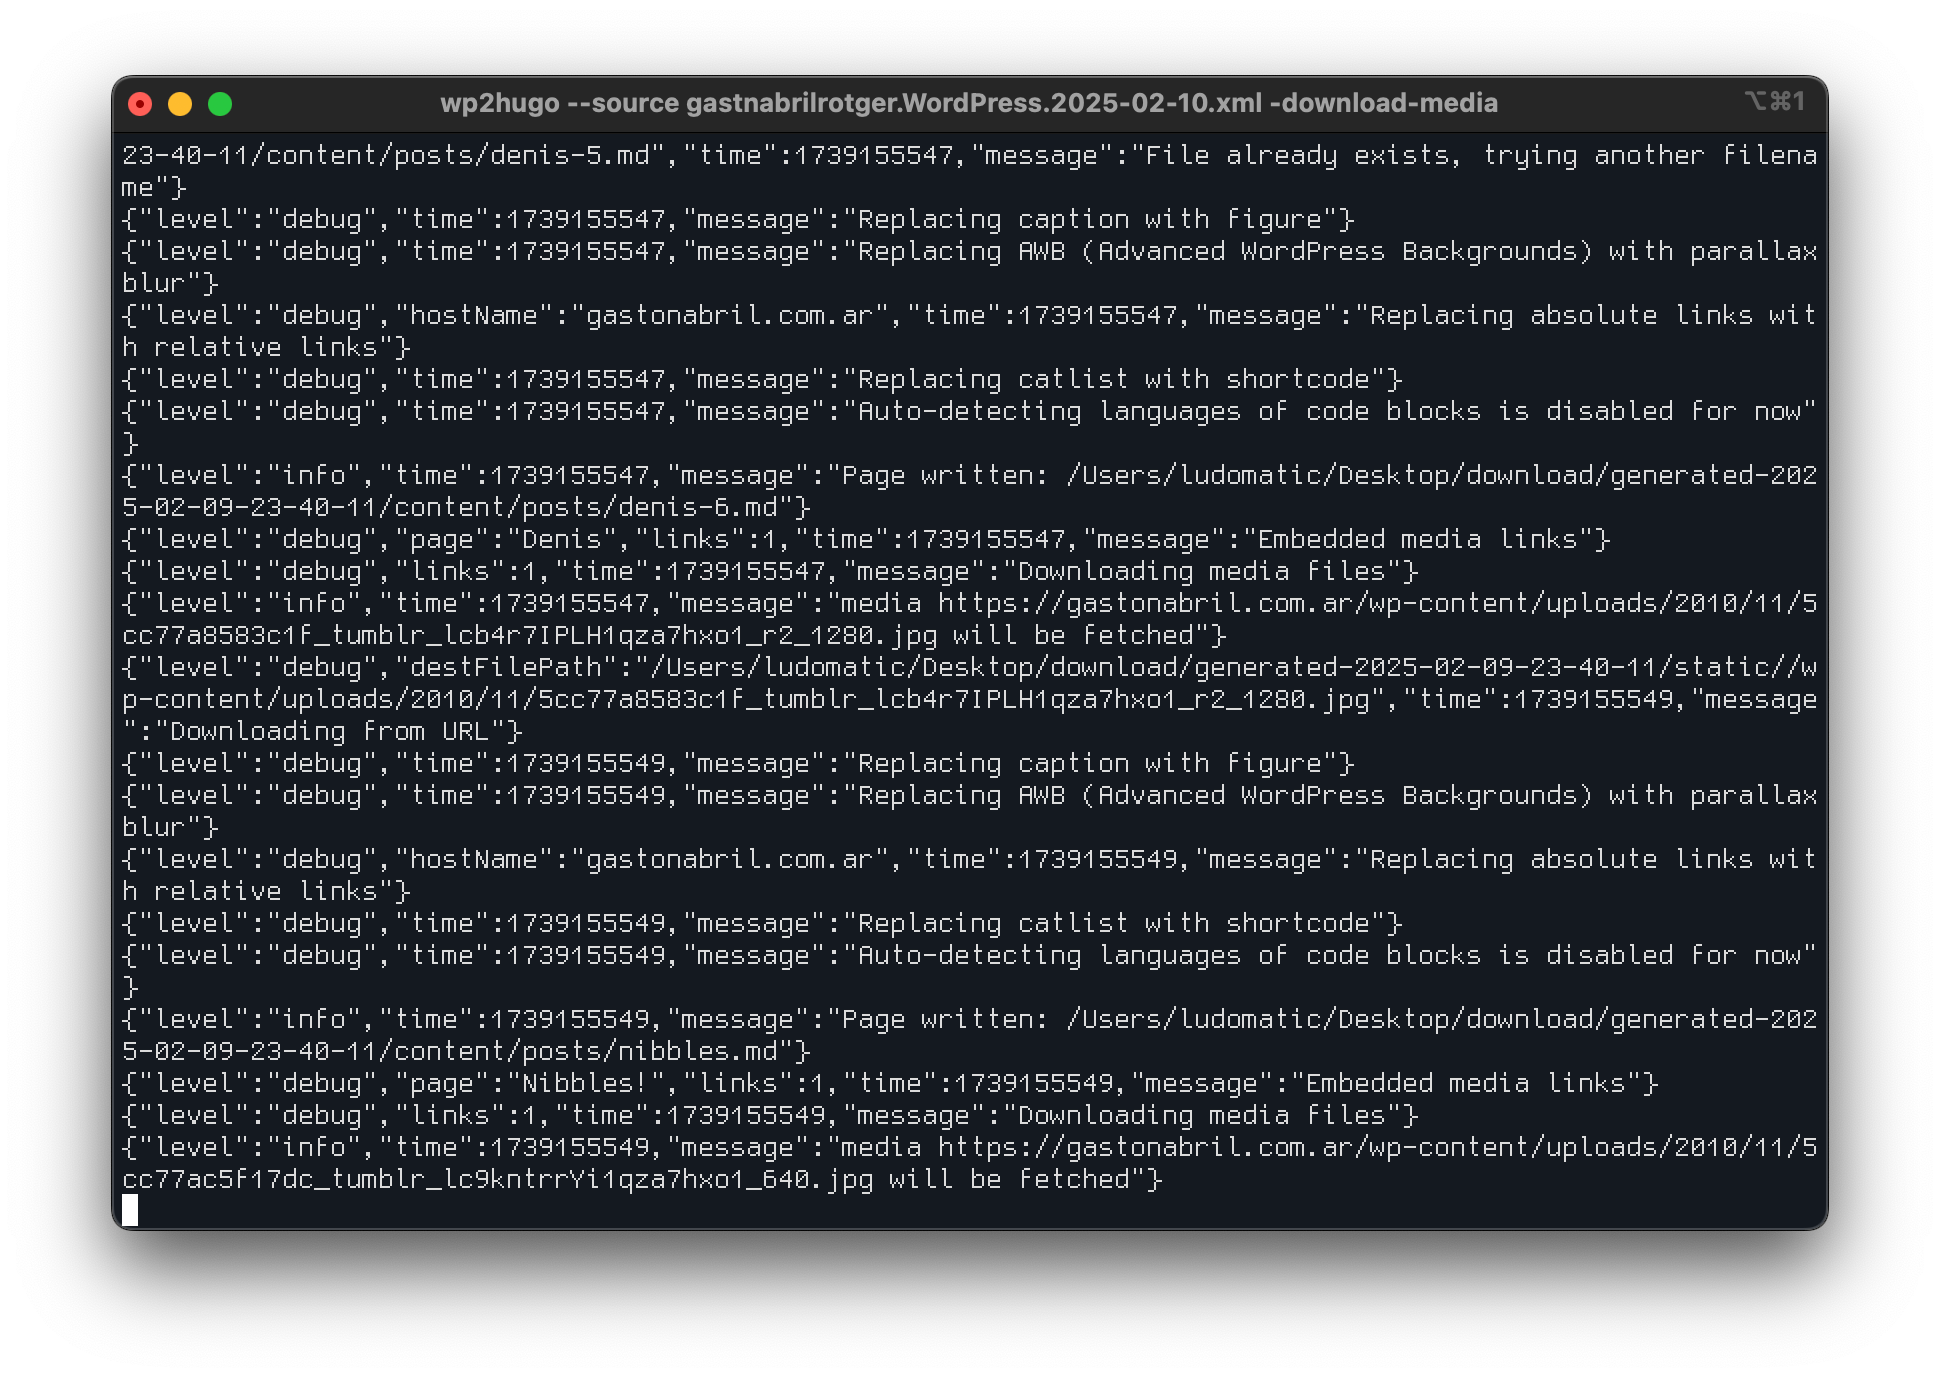 wp2hugo --source gastnabrilrotger.WordPress.2025-02-10.xml -download-media ⌥⌘1
23-40-11/content/posts/denis-5.md","time":1739155547,"message":"File already exists, trying another filena
me"}
{"level":"debug","time":1739155547,"message":"Replacing caption with figure"}
{"level":"debug","time":1739155547,"message":"Replacing AWB (Advanced WordPress Backgrounds) with parallax
blur"}
{"level":"debug","hostName":"gastonabril.com.ar","time":1739155547,"message":"Replacing absolute links wit
h relative links"}
{"level":"debug","time":1739155547,"message":"Replacing catlist with shortcode"}
{"level":"debug","time":1739155547,"message":"Auto-detecting languages of code blocks is disabled for now"
}
{"level":"info","time":1739155547,"message":"Page written: /Users/ludomatic/Desktop/download/generated-202
5-02-09-23-40-11/content/posts/denis-6.md"}
{"level":"debug","page":"Denis","links":1,"time":1739155547,"message":"Embedded media links"}
{"level":"debug","links":1,"time":1739155547,"message":"Downloading media files"}
{"level":"info","time":1739155547,"message":"media https://gastonabril.com.ar/wp-content/uploads/2010/11/5
cc77a8583c1f_tumblr_lcb4r7IPLH1qza7hxo1_r2_1280.jpg will be fetched"}
{"level":"debug","destFilePath":"/Users/ludomatic/Desktop/download/generated-2025-02-09-23-40-11/static//w
p-content/uploads/2010/11/5cc77a8583c1f_tumblr_lcb4r7IPLH1qza7hxo1_r2_1280.jpg","time":1739155549,"message
":"Downloading from URL"}
{"level":"debug","time":1739155549,"message":"Replacing caption with figure"}
{"level":"debug","time":1739155549,"message":"Replacing AWB (Advanced WordPress Backgrounds) with parallax
blur"}
{"level":"debug","hostName":"gastonabril.com.ar","time":1739155549,"message":"Replacing absolute links wit
h relative links"}
{"level":"debug","time":1739155549,"message":"Replacing catlist with shortcode"}
{"level":"debug","time":1739155549,"message":"Auto-detecting languages of code blocks is disabled for now"
}
{"level":"info","time":1739155549,"message":"Page written: /Users/ludomatic/Desktop/download/generated-202
5-02-09-23-40-11/content/posts/nibbles.md"}
{"level":"debug","page":"Nibbles!","links":1,"time":1739155549,"message":"Embedded media links"}
{"level":"debug","links":1,"time":1739155549,"message":"Downloading media files"}
{"level":"info","time":1739155549,"message":"media https://gastonabril.com.ar/wp-content/uploads/2010/11/5
cc77ac5f17dc_tumblr_lc9kntrrYi1qza7hxo1_640.jpg will be fetched"}